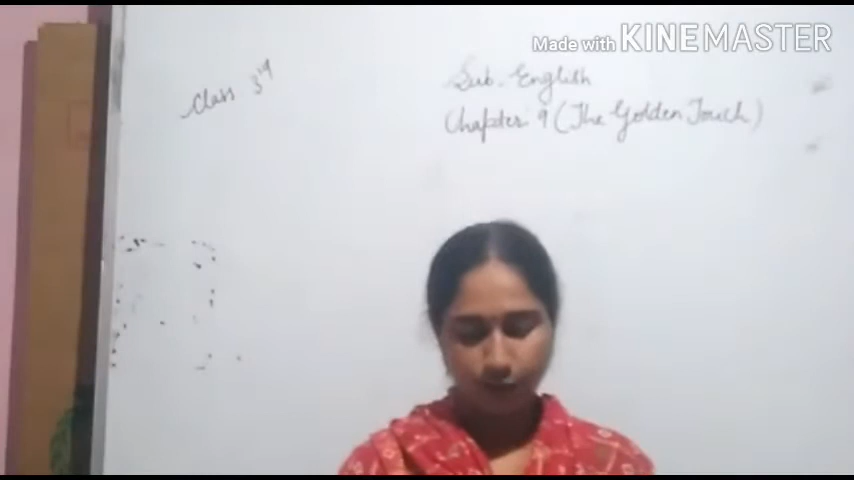 Made with KINEMASTER
Class 3rd
Sub. English
Chapter 9 (The Golden Touch)